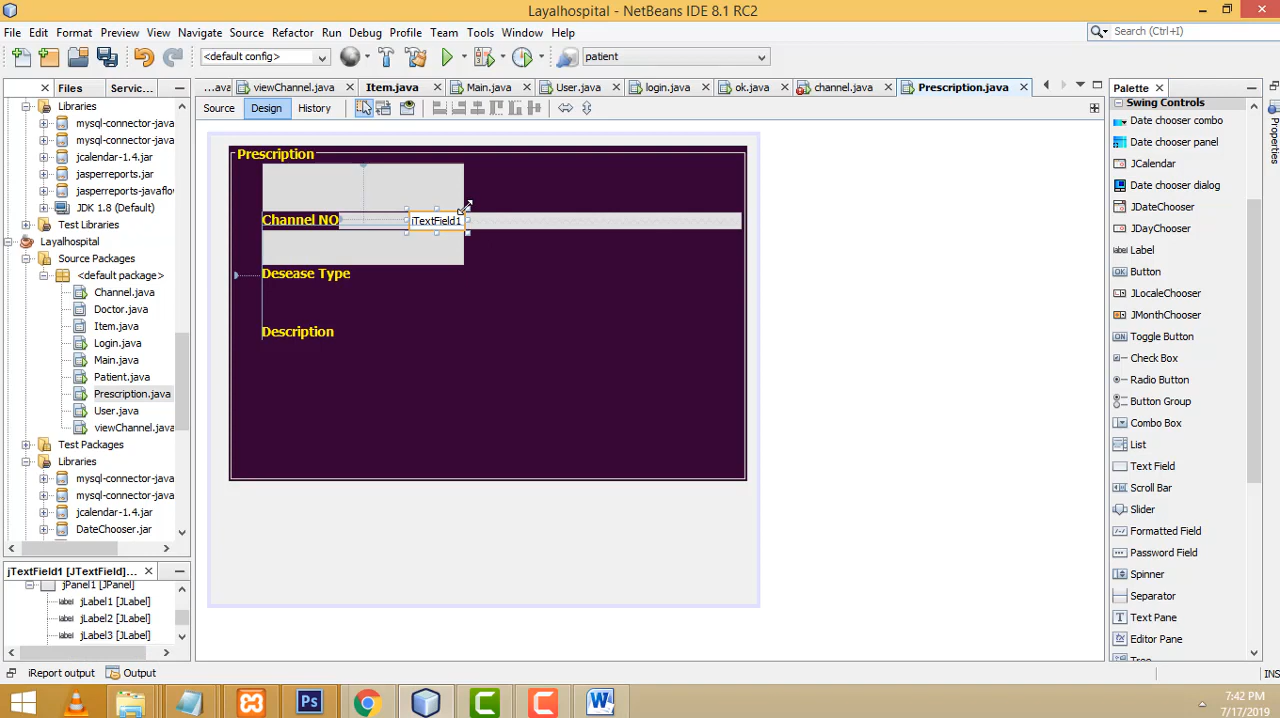 Layalhospital - NetBeans IDE 8.1 RC2
File Edit Format Preview View Navigate Source Refactor Run Debug Profile Team Tools Window Help
Search (Ctrl+I)
<default config>
patient
Files
Servic...
...ava
viewChannel.java
Item.java
Main.java
User.java
login.java
ok.java
channel.java
Prescription.java
Palette
Source
Design
History
Swing Controls
Libraries
mysql-connector-java
mysql-connector-java
jcalendar-1.4.jar
jasperreports.jar
jasperreports-javaflow
JDK 1.8 (Default)
Test Libraries
Layalhospital
Source Packages
<default package>
Channel.java
Doctor.java
Item.java
Login.java
Main.java
Patient.java
Prescription.java
User.java
viewChannel.java
Test Packages
Libraries
mysql-connector-java
mysql-connector-java
jcalendar-1.4.jar
DateChooser.jar
jTextField1 [JTextField]
jPanel1 [JPanel]
label jLabel1 [JLabel]
label jLabel2 [JLabel]
label jLabel3 [JLabel]
Prescription
Channel NO
jTextField1
Desease Type
Description
Date chooser combo
Date chooser panel
JCalendar
Date chooser dialog
JDateChooser
JDayChooser
Label
Button
JLocaleChooser
JMonthChooser
Toggle Button
Check Box
Radio Button
Button Group
Combo Box
List
Text Field
Scroll Bar
Slider
Formatted Field
Password Field
Spinner
Separator
Text Pane
Editor Pane
Properties
iReport output
Output
INS
Ps
7:42 PM
7/17/2019